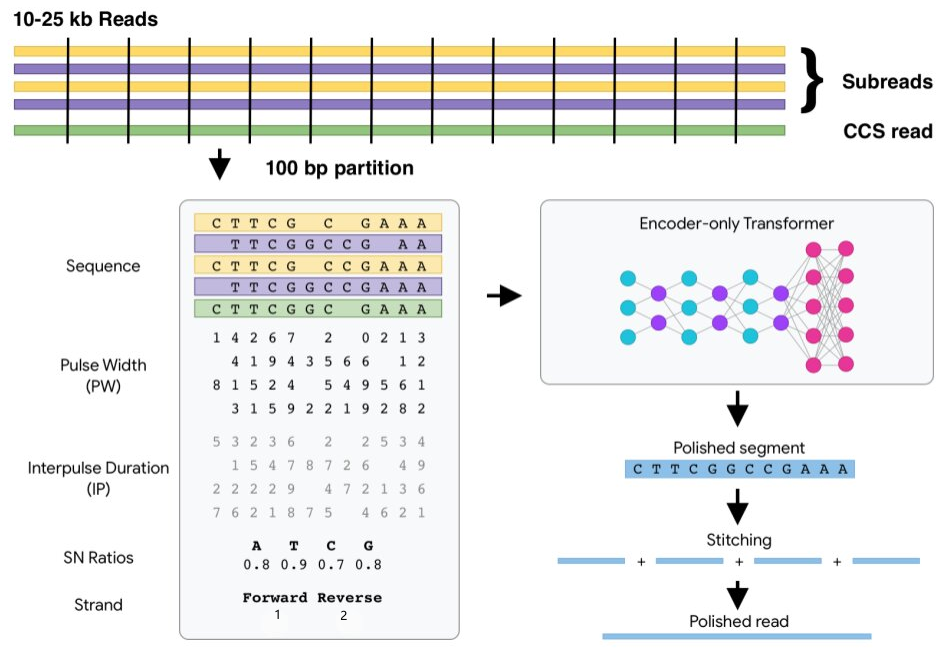 10-25 kb Reads
Subreads
CCS read
100 bp partition
Sequence
C T T C G C G A A A
T T C G G C C G A A
C T T C G C C G A A A
T T C G G C C G A A A
C T T C G G C G A A A
Pulse Width
(PW)
1 4 2 6 7 2 0 2 1 3
4 1 9 4 3 5 6 6 1 2
8 1 5 2 4 5 4 9 5 6 1
3 1 5 9 2 2 1 9 2 8 2
Interpulse Duration
(IP)
5 3 2 3 6 2 2 5 3 4
1 5 4 7 8 7 2 6 4 9
2 2 2 2 9 4 7 2 1 3 6
7 6 2 1 8 7 5 4 6 2 1
SN Ratios
A T C G
0.8 0.9 0.7 0.8
Strand
Forward Reverse
1 2
Encoder-only Transformer
Polished segment
C T T C G G C C G A A A
Stitching
+ + +
Polished read